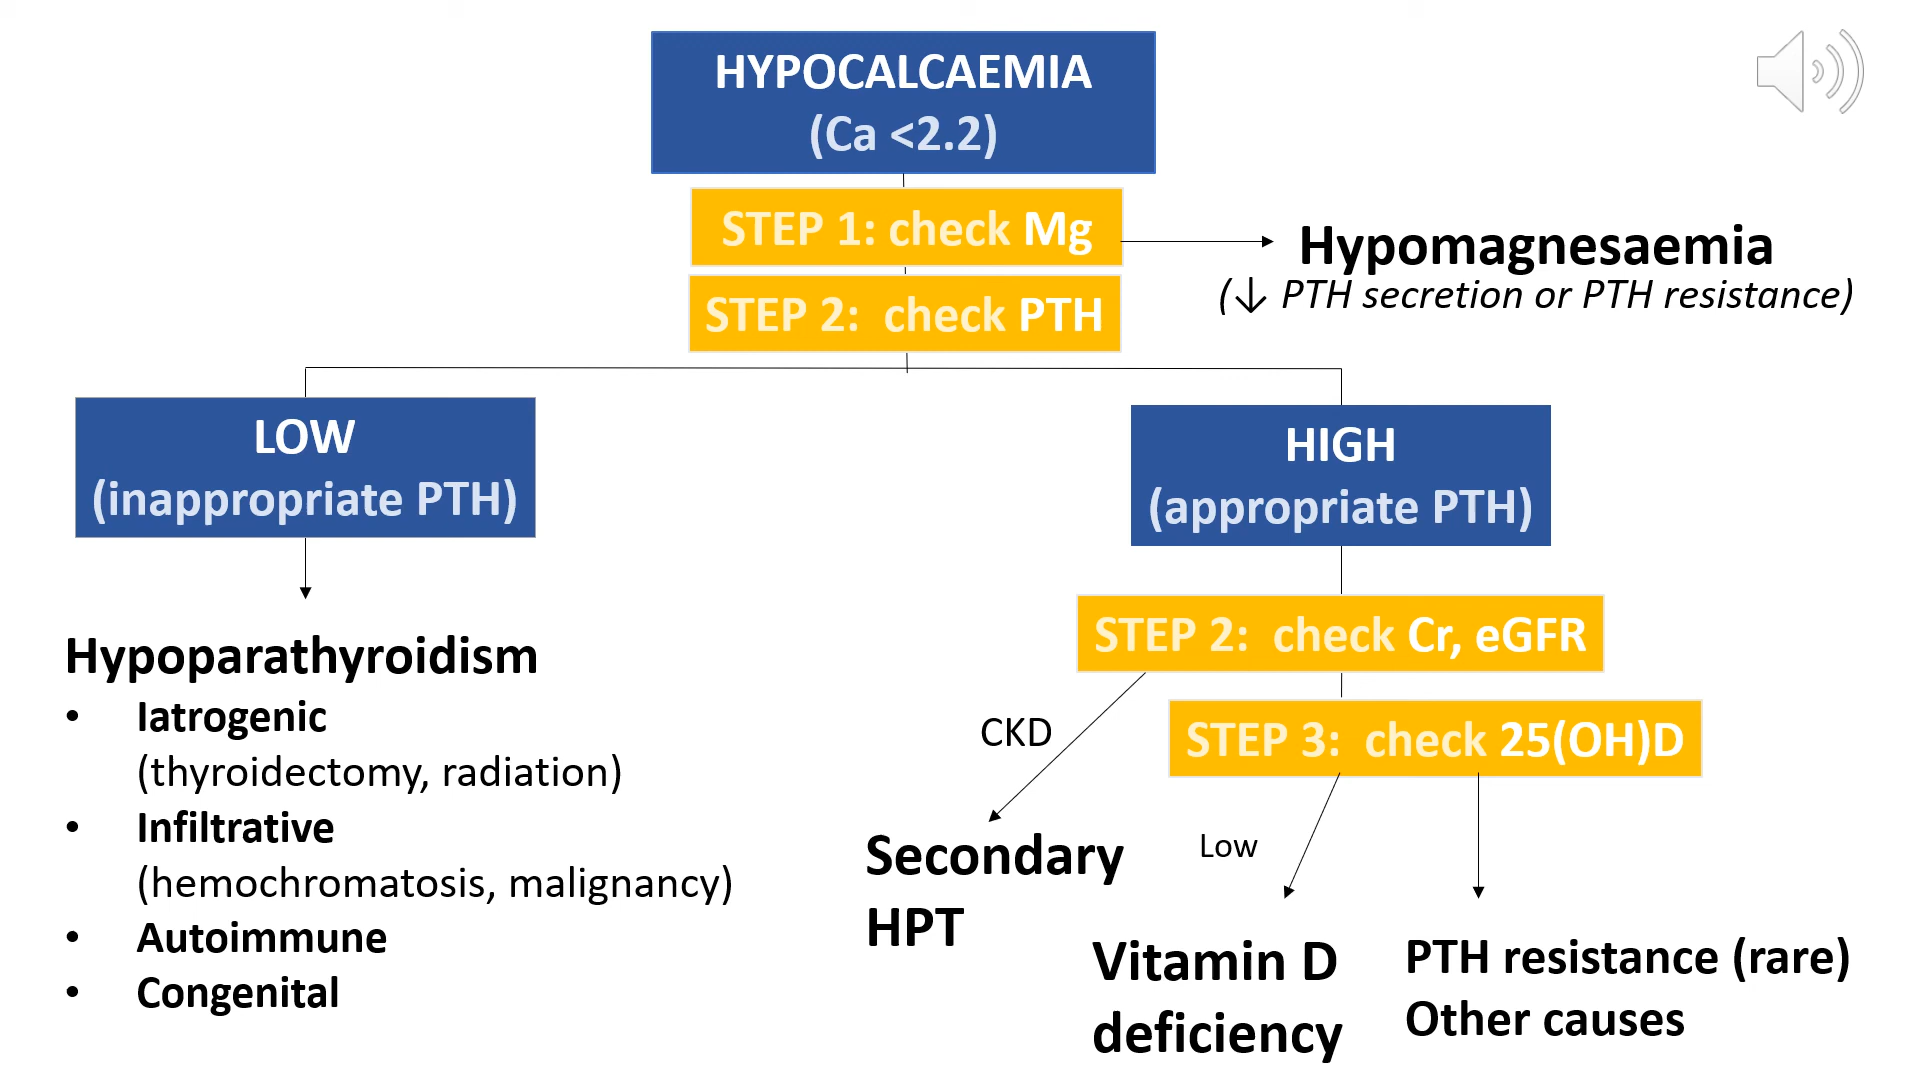 HYPOCALCAEMIA
(Ca <2.2)
STEP 1: check Mg
Hypomagnesaemia
(↓ PTH secretion or PTH resistance)
STEP 2: check PTH
LOW
(inappropriate PTH)
HIGH
(appropriate PTH)
Hypoparathyroidism
• Iatrogenic
(thyroidectomy, radiation)
• Infiltrative
(hemochromatosis, malignancy)
• Autoimmune
• Congenital
STEP 2: check Cr, eGFR
CKD
STEP 3: check 25(OH)D
Secondary
HPT
Low
Vitamin D
deficiency
PTH resistance (rare)
Other causes